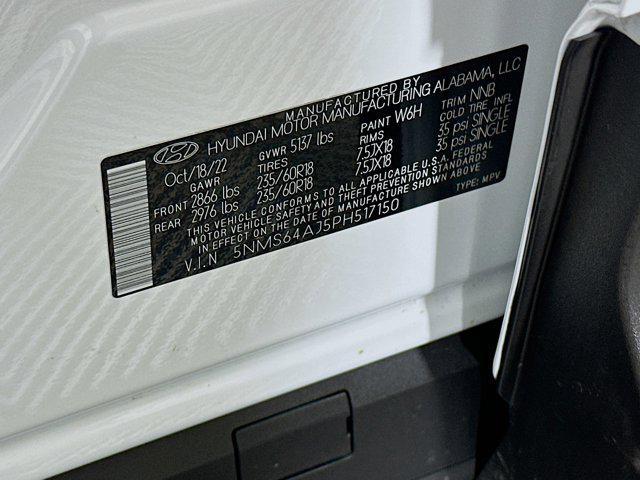 MANUFACTURED BY
HYUNDAI MOTOR MANUFACTURING ALABAMA, LLC
Oct/18/22 GVWR 5137 lbs PAINT W6H TRIM NNB
GAWR TIRES RIMS COLD TIRE INFL
FRONT 2866 lbs 235/60R18 7.5JX18 35 psi SINGLE
REAR 2976 lbs 235/60R18 7.5JX18 35 psi SINGLE
THIS VEHICLE CONFORMS TO ALL APPLICABLE U.S.A. FEDERAL
MOTOR VEHICLE SAFETY AND THEFT PREVENTION STANDARDS
IN EFFECT ON THE DATE OF MANUFACTURE SHOWN ABOVE
V.I.N 5NMS64AJ5PH517150 TYPE: MPV